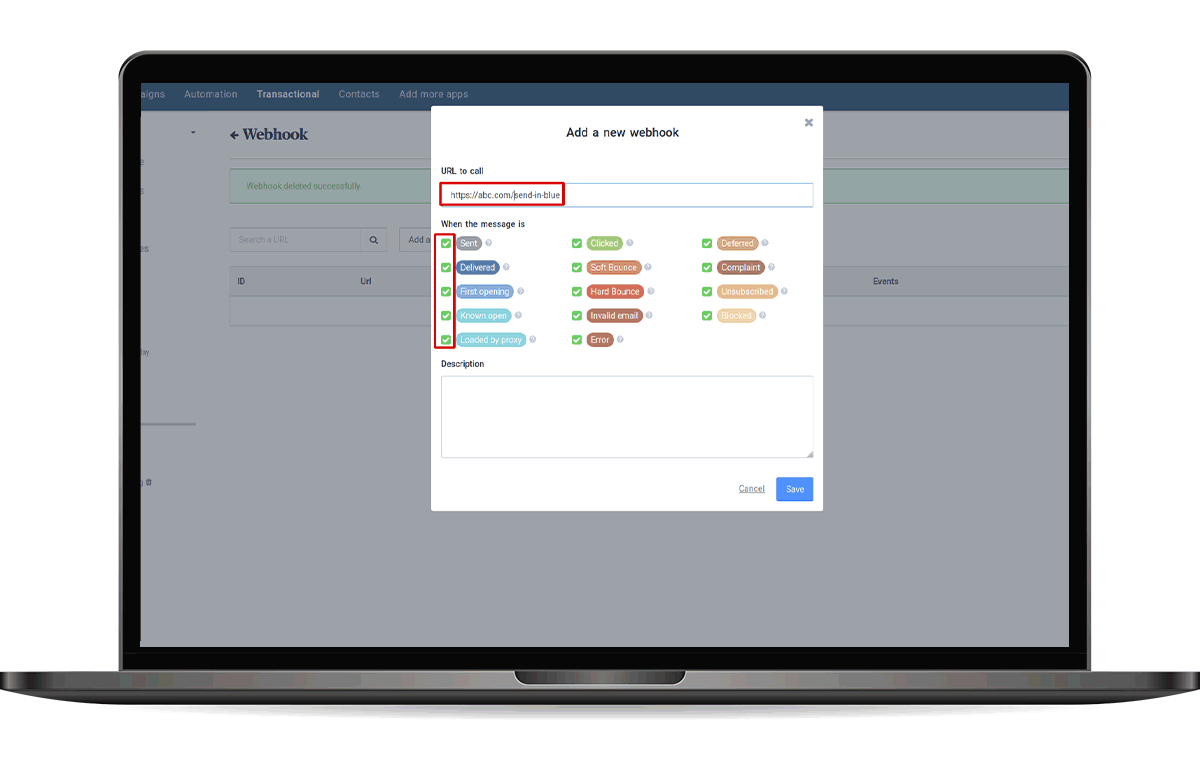 aigns Automation Transactional Contacts Add more apps
Webhook
Webhook deleted successfully.
Search a URL
Add a
ID Url Events
Add a new webhook
URL to call
https://abc.com/send-in-blue
When the message is
Sent Clicked Deferred
Delivered Soft Bounce Complaint
First opening Hard Bounce Unsubscribed
Known open Invalid email Blocked
Loaded by proxy Error
Description
Cancel Save